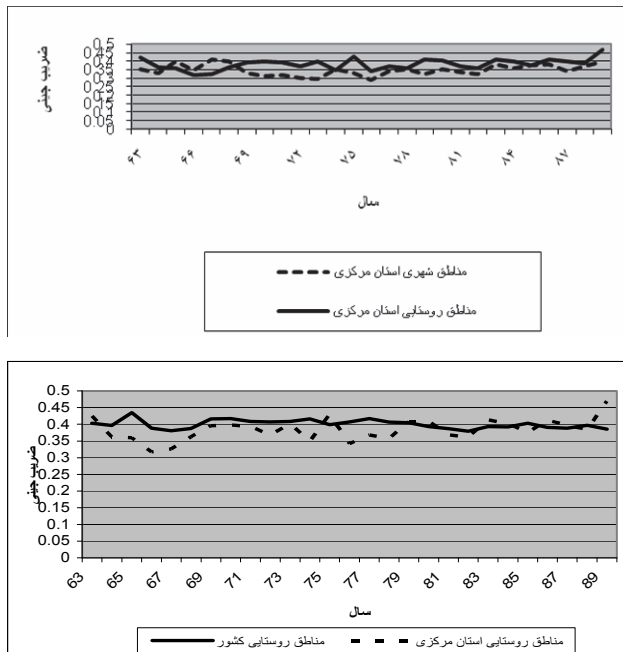 ضریب جینی
0.5
0.45
0.4
0.35
0.3
0.25
0.2
0.15
0.1
0.05
0
۶۳ ۶۶ ۶۹ ۷۲ ۷۵ ۷۸ ۸۱ ۸۴ ۸۷
سال
مناطق شهری استان مرکزی
مناطق روستایی استان مرکزی
ضریب جینی
0.5
0.45
0.4
0.35
0.3
0.25
0.2
0.15
0.1
0.05
0
63 65 67 69 71 73 75 77 79 81 83 85 87 89
سال
مناطق روستایی کشور
مناطق روستایی استان مرکزی